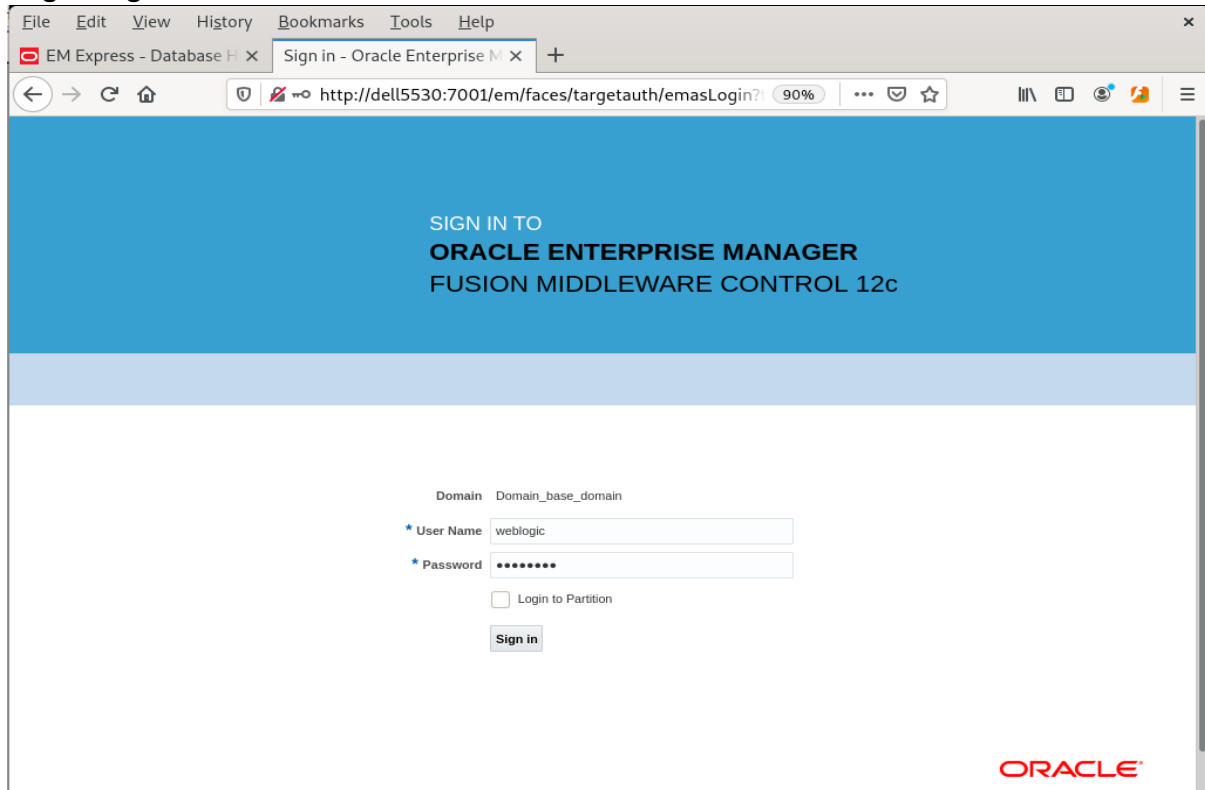 File Edit View History Bookmarks Tools Help
EM Express - Database H Sign in - Oracle Enterprise M
http://dell5530:7001/em/faces/targetauth/emasLogin? 90%
SIGN IN TO
ORACLE ENTERPRISE MANAGER
FUSION MIDDLEWARE CONTROL 12c
Domain Domain_base_domain
* User Name weblogic
* Password ••••••••
Login to Partition
Sign in
ORACLE